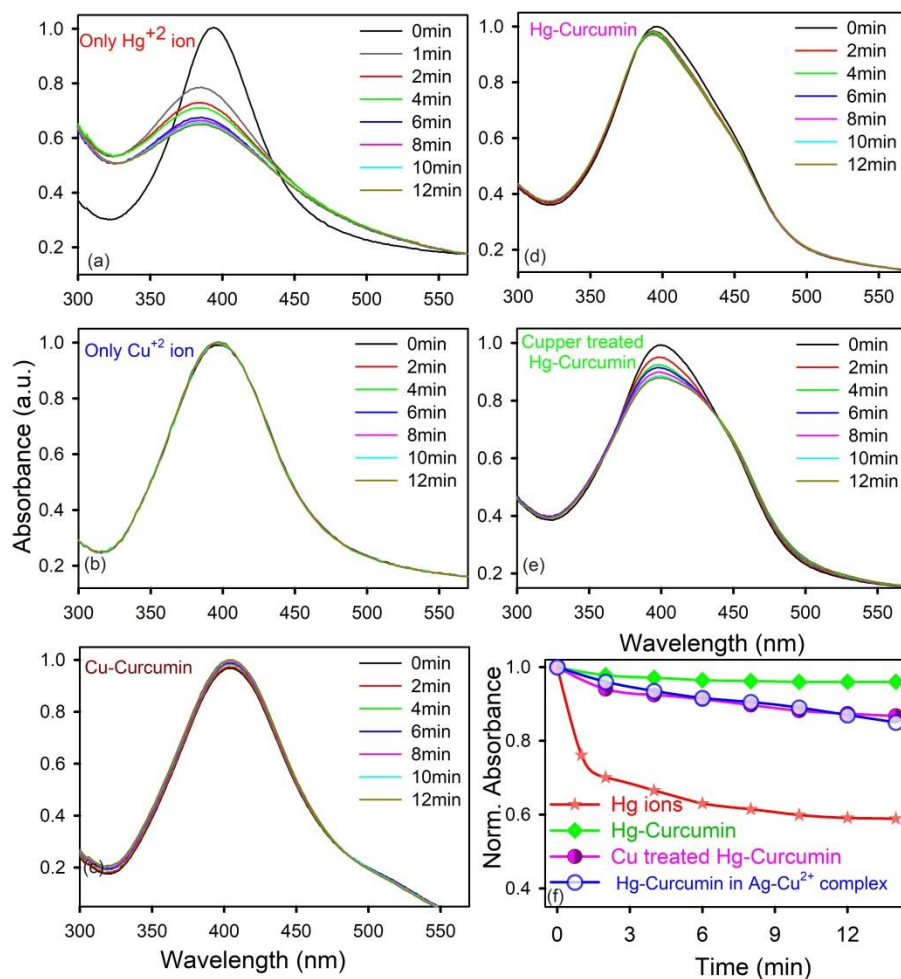 Absorbance (a.u.)
1.0
0.8
0.6
0.4
0.2
Only Hg+2 ion
0min
1min
2min
4min
6min
8min
10min
12min
(a)
300 350 400 450 500 550
1.0
0.8
0.6
0.4
0.2
Only Cu+2 ion
0min
2min
4min
6min
8min
10min
12min
(b)
300 350 400 450 500 550
1.0
0.8
0.6
0.4
0.2
Cu-Curcumin
0min
2min
4min
6min
8min
10min
12min
(c)
300 350 400 450 500 550
Wavelength (nm)
1.0
0.8
0.6
0.4
0.2
Hg-Curcumin
0min
2min
4min
6min
8min
10min
12min
(d)
300 350 400 450 500 550
1.0
0.8
0.6
0.4
0.2
Cupper treated
Hg-Curcumin
0min
2min
4min
6min
8min
10min
12min
(e)
300 350 400 450 500 550
Wavelength (nm)
Norm. Absorbance
1.0
0.8
0.6
0.4
Hg ions
Hg-Curcumin
Cu treated Hg-Curcumin
Hg-Curcumin in Ag-Cu2+ complex
(f)
0 3 6 9 12
Time (min)